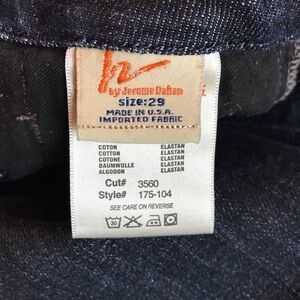 by Jerome Dahan
size:29
MADE IN U.S.A.
IMPORTED FABRIC
COTON ELASTAN
COTTON ELASTAN
COTONE ELASTAN
BAUMWOLLE ELASTAN
ALGODON ELASTAN
Cut# 3560
Style# 175-104
SEE CARE ON REVERSE
30